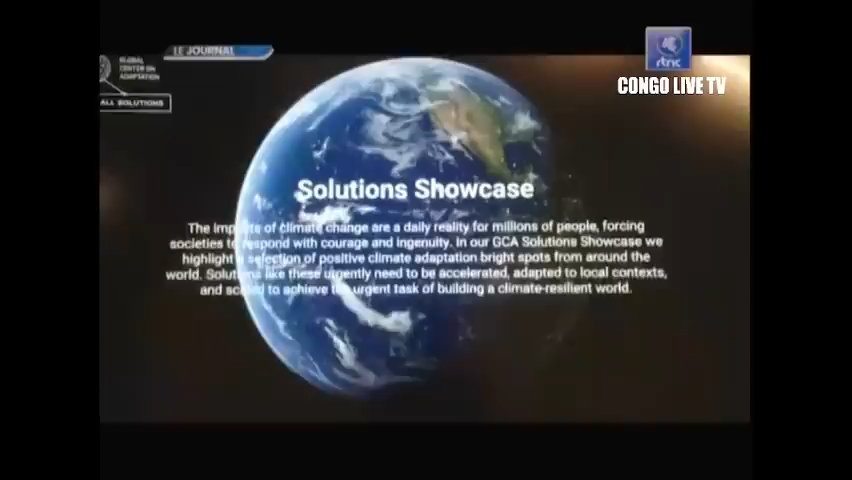 LE JOURNAL
rtnc
CONGO LIVE TV
GLOBAL
CENTER ON
ADAPTATION
ALL SOLUTIONS
Solutions Showcase
The impacts of climate change are a daily reality for millions of people, forcing
societies to respond with courage and ingenuity. In our GCA Solutions Showcase we
highlight a selection of positive climate adaptation bright spots from around the
world. Solutions like these urgently need to be accelerated, adapted to local contexts,
and scaled to achieve the urgent task of building a climate-resilient world.